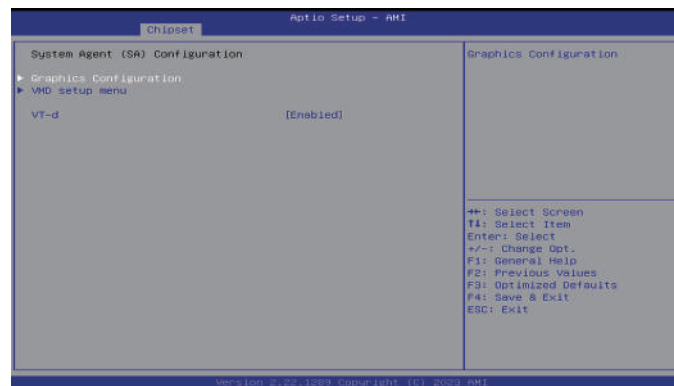 Aptio Setup - AMI
Chipset
System Agent (SA) Configuration
Graphics Configuration
► Graphics Configuration
► VMD setup menu
VT-d [Enabled]
→←: Select Screen
↑↓: Select Item
Enter: Select
+/-: Change Opt.
F1: General Help
F2: Previous Values
F3: Optimized Defaults
F4: Save & Exit
ESC: Exit
Version 2.22.1289 Copyright (C) 2023 AMI